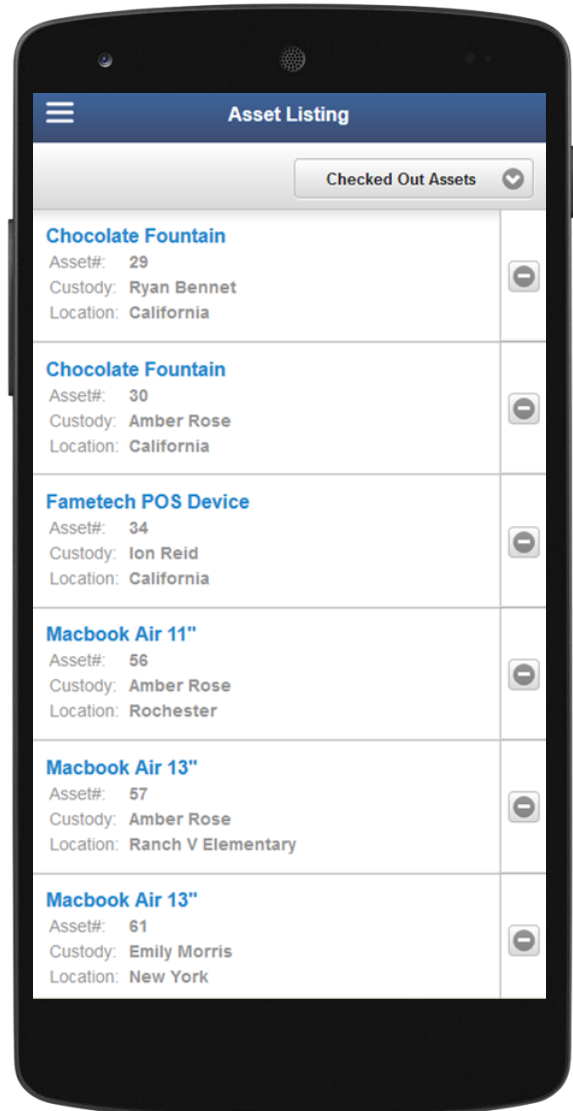 Asset Listing
Checked Out Assets
Chocolate Fountain
Asset#: 29
Custody: Ryan Bennet
Location: California
Chocolate Fountain
Asset#: 30
Custody: Amber Rose
Location: California
Fametech POS Device
Asset#: 34
Custody: Ion Reid
Location: California
Macbook Air 11"
Asset#: 56
Custody: Amber Rose
Location: Rochester
Macbook Air 13"
Asset#: 57
Custody: Amber Rose
Location: Ranch V Elementary
Macbook Air 13"
Asset#: 61
Custody: Emily Morris
Location: New York